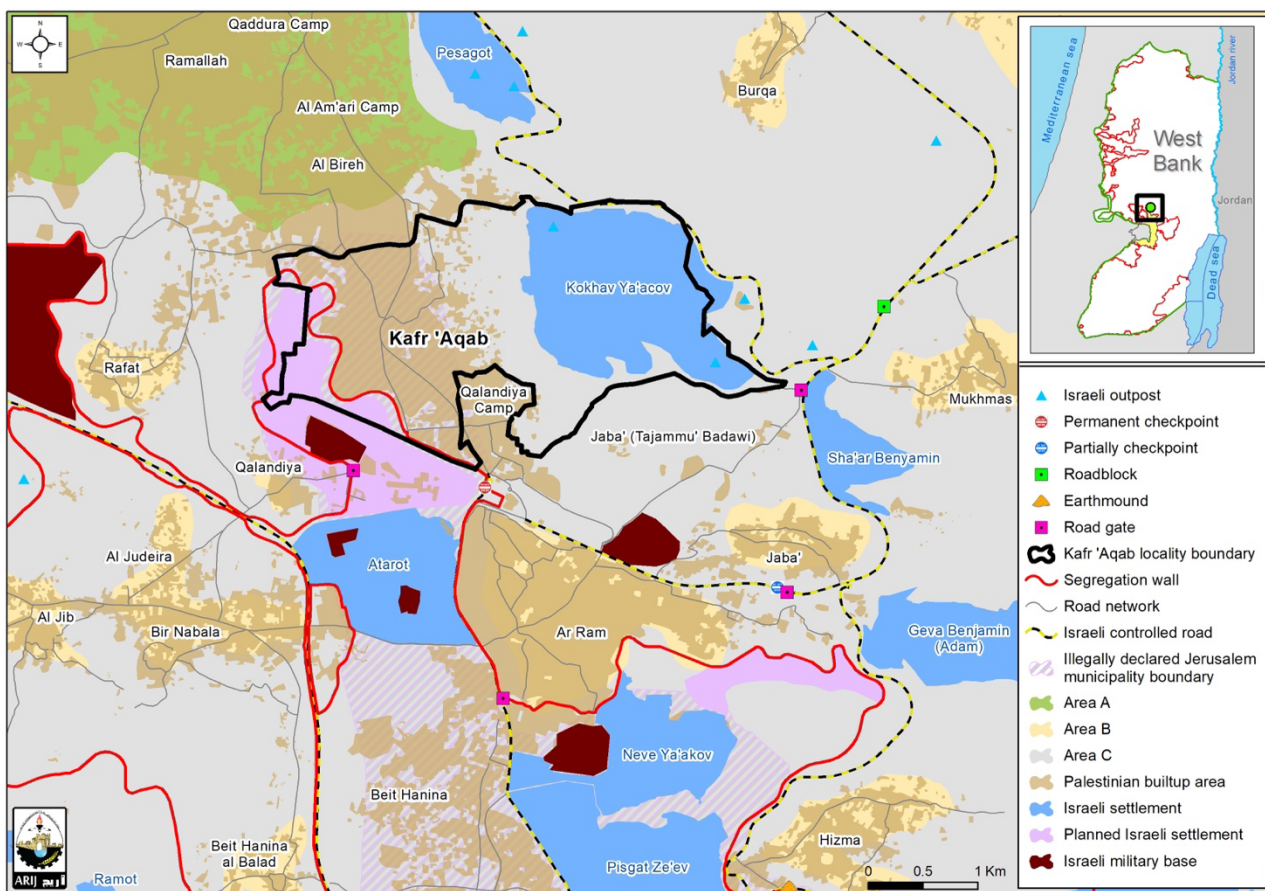 N
W
E
S
Qaddura Camp
Ramallah
Pesagot
Al Am'ari Camp
Burqa
Al Bireh
Kokhav Ya'acov
Kafr 'Aqab
Rafat
Qalandiya
Camp
Mukhmas
Jaba' (Tajammu' Badawi)
Qalandiya
Sha'ar Benyamin
Al Judeira
Atarot
Jaba'
Al Jib
Bir Nabala
Ar Ram
Geva Benjamin
(Adam)
Neve Ya'akov
Beit Hanina
Hizma
Beit Hanina
al Balad
Pisgat Ze'ev
Ramot
0 0.5 1 Km
ARIJ أريج
Mediterranean sea
Jordan river
West
Bank
Jordan
Dead sea
Israeli outpost
Permanent checkpoint
Partially checkpoint
Roadblock
Earthmound
Road gate
Kafr 'Aqab locality boundary
Segregation wall
Road network
Israeli controlled road
Illegally declared Jerusalem
municipality boundary
Area A
Area B
Area C
Palestinian builtup area
Israeli settlement
Planned Israeli settlement
Israeli military base